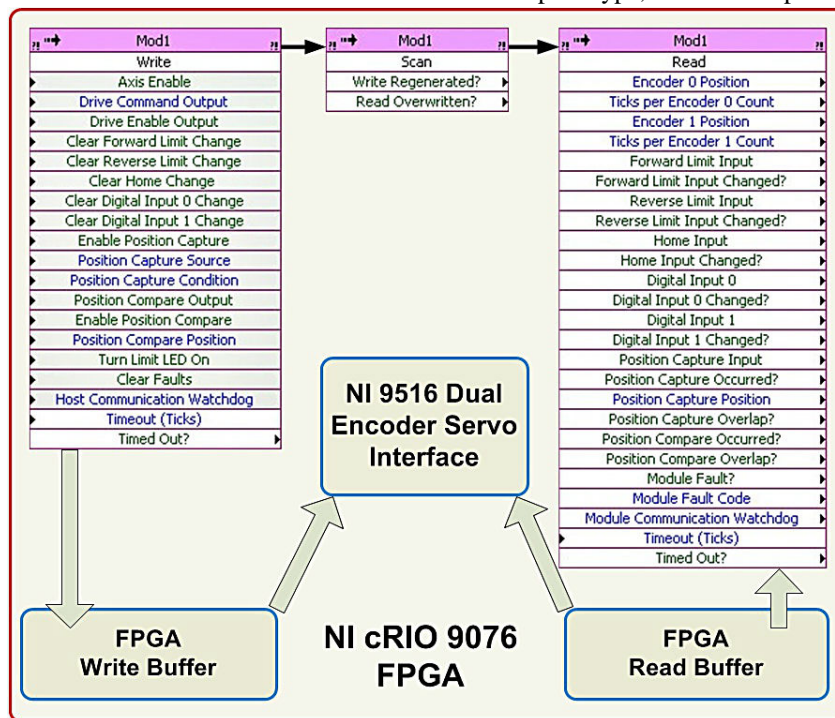 Mod1
Write
Axis Enable
Drive Command Output
Drive Enable Output
Clear Forward Limit Change
Clear Reverse Limit Change
Clear Home Change
Clear Digital Input 0 Change
Clear Digital Input 1 Change
Enable Position Capture
Position Capture Source
Position Capture Condition
Position Compare Output
Enable Position Compare
Position Compare Position
Turn Limit LED On
Clear Faults
Host Communication Watchdog
Timeout (Ticks)
Timed Out?
Mod1
Scan
Write Regenerated?
Read Overwritten?
Mod1
Read
Encoder 0 Position
Ticks per Encoder 0 Count
Encoder 1 Position
Ticks per Encoder 1 Count
Forward Limit Input
Forward Limit Input Changed?
Reverse Limit Input
Reverse Limit Input Changed?
Home Input
Home Input Changed?
Digital Input 0
Digital Input 0 Changed?
Digital Input 1
Digital Input 1 Changed?
Position Capture Input
Position Capture Occurred?
Position Capture Position
Position Capture Overlap?
Position Compare Occurred?
Position Compare Overlap?
Module Fault?
Module Fault Code
Module Communication Watchdog
Timeout (Ticks)
Timed Out?
NI 9516 Dual
Encoder Servo
Interface
FPGA
Write Buffer
NI cRIO 9076
FPGA
FPGA
Read Buffer